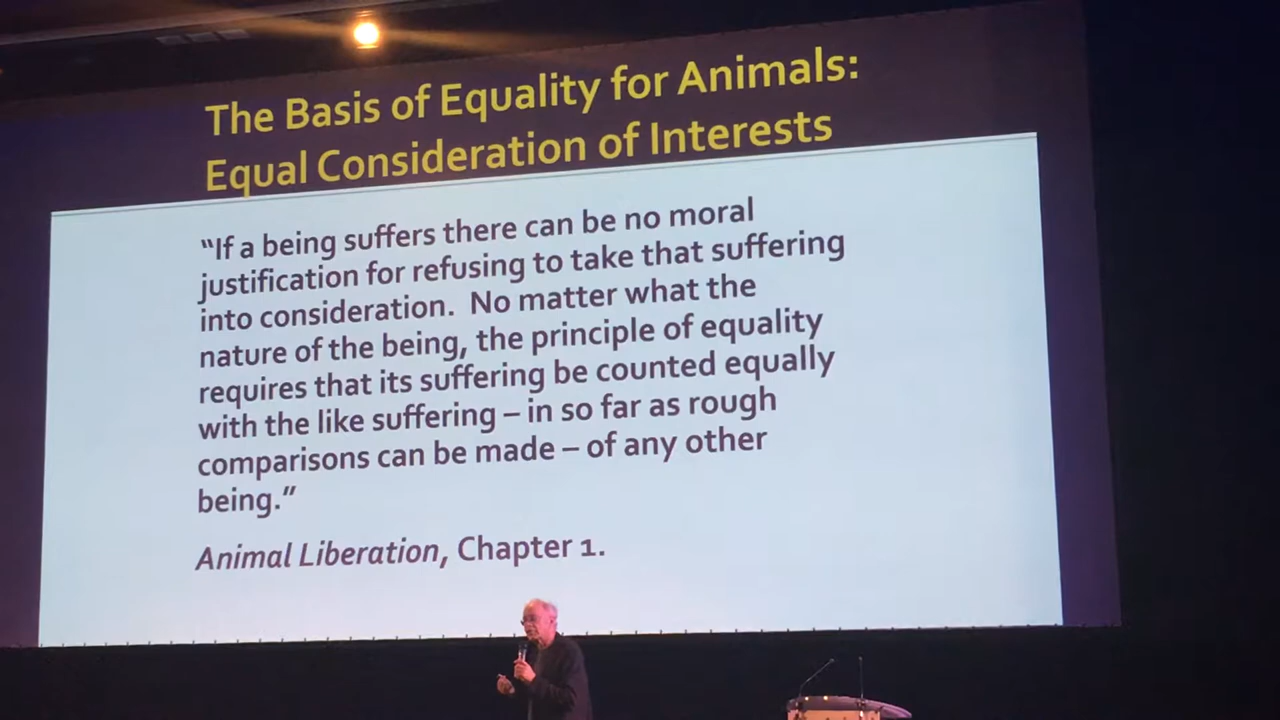 The Basis of Equality for Animals:
Equal Consideration of Interests
“If a being suffers there can be no moral
justification for refusing to take that suffering
into consideration.  No matter what the
nature of the being, the principle of equality
requires that its suffering be counted equally
with the like suffering – in so far as rough
comparisons can be made – of any other
being.”
Animal Liberation, Chapter 1.